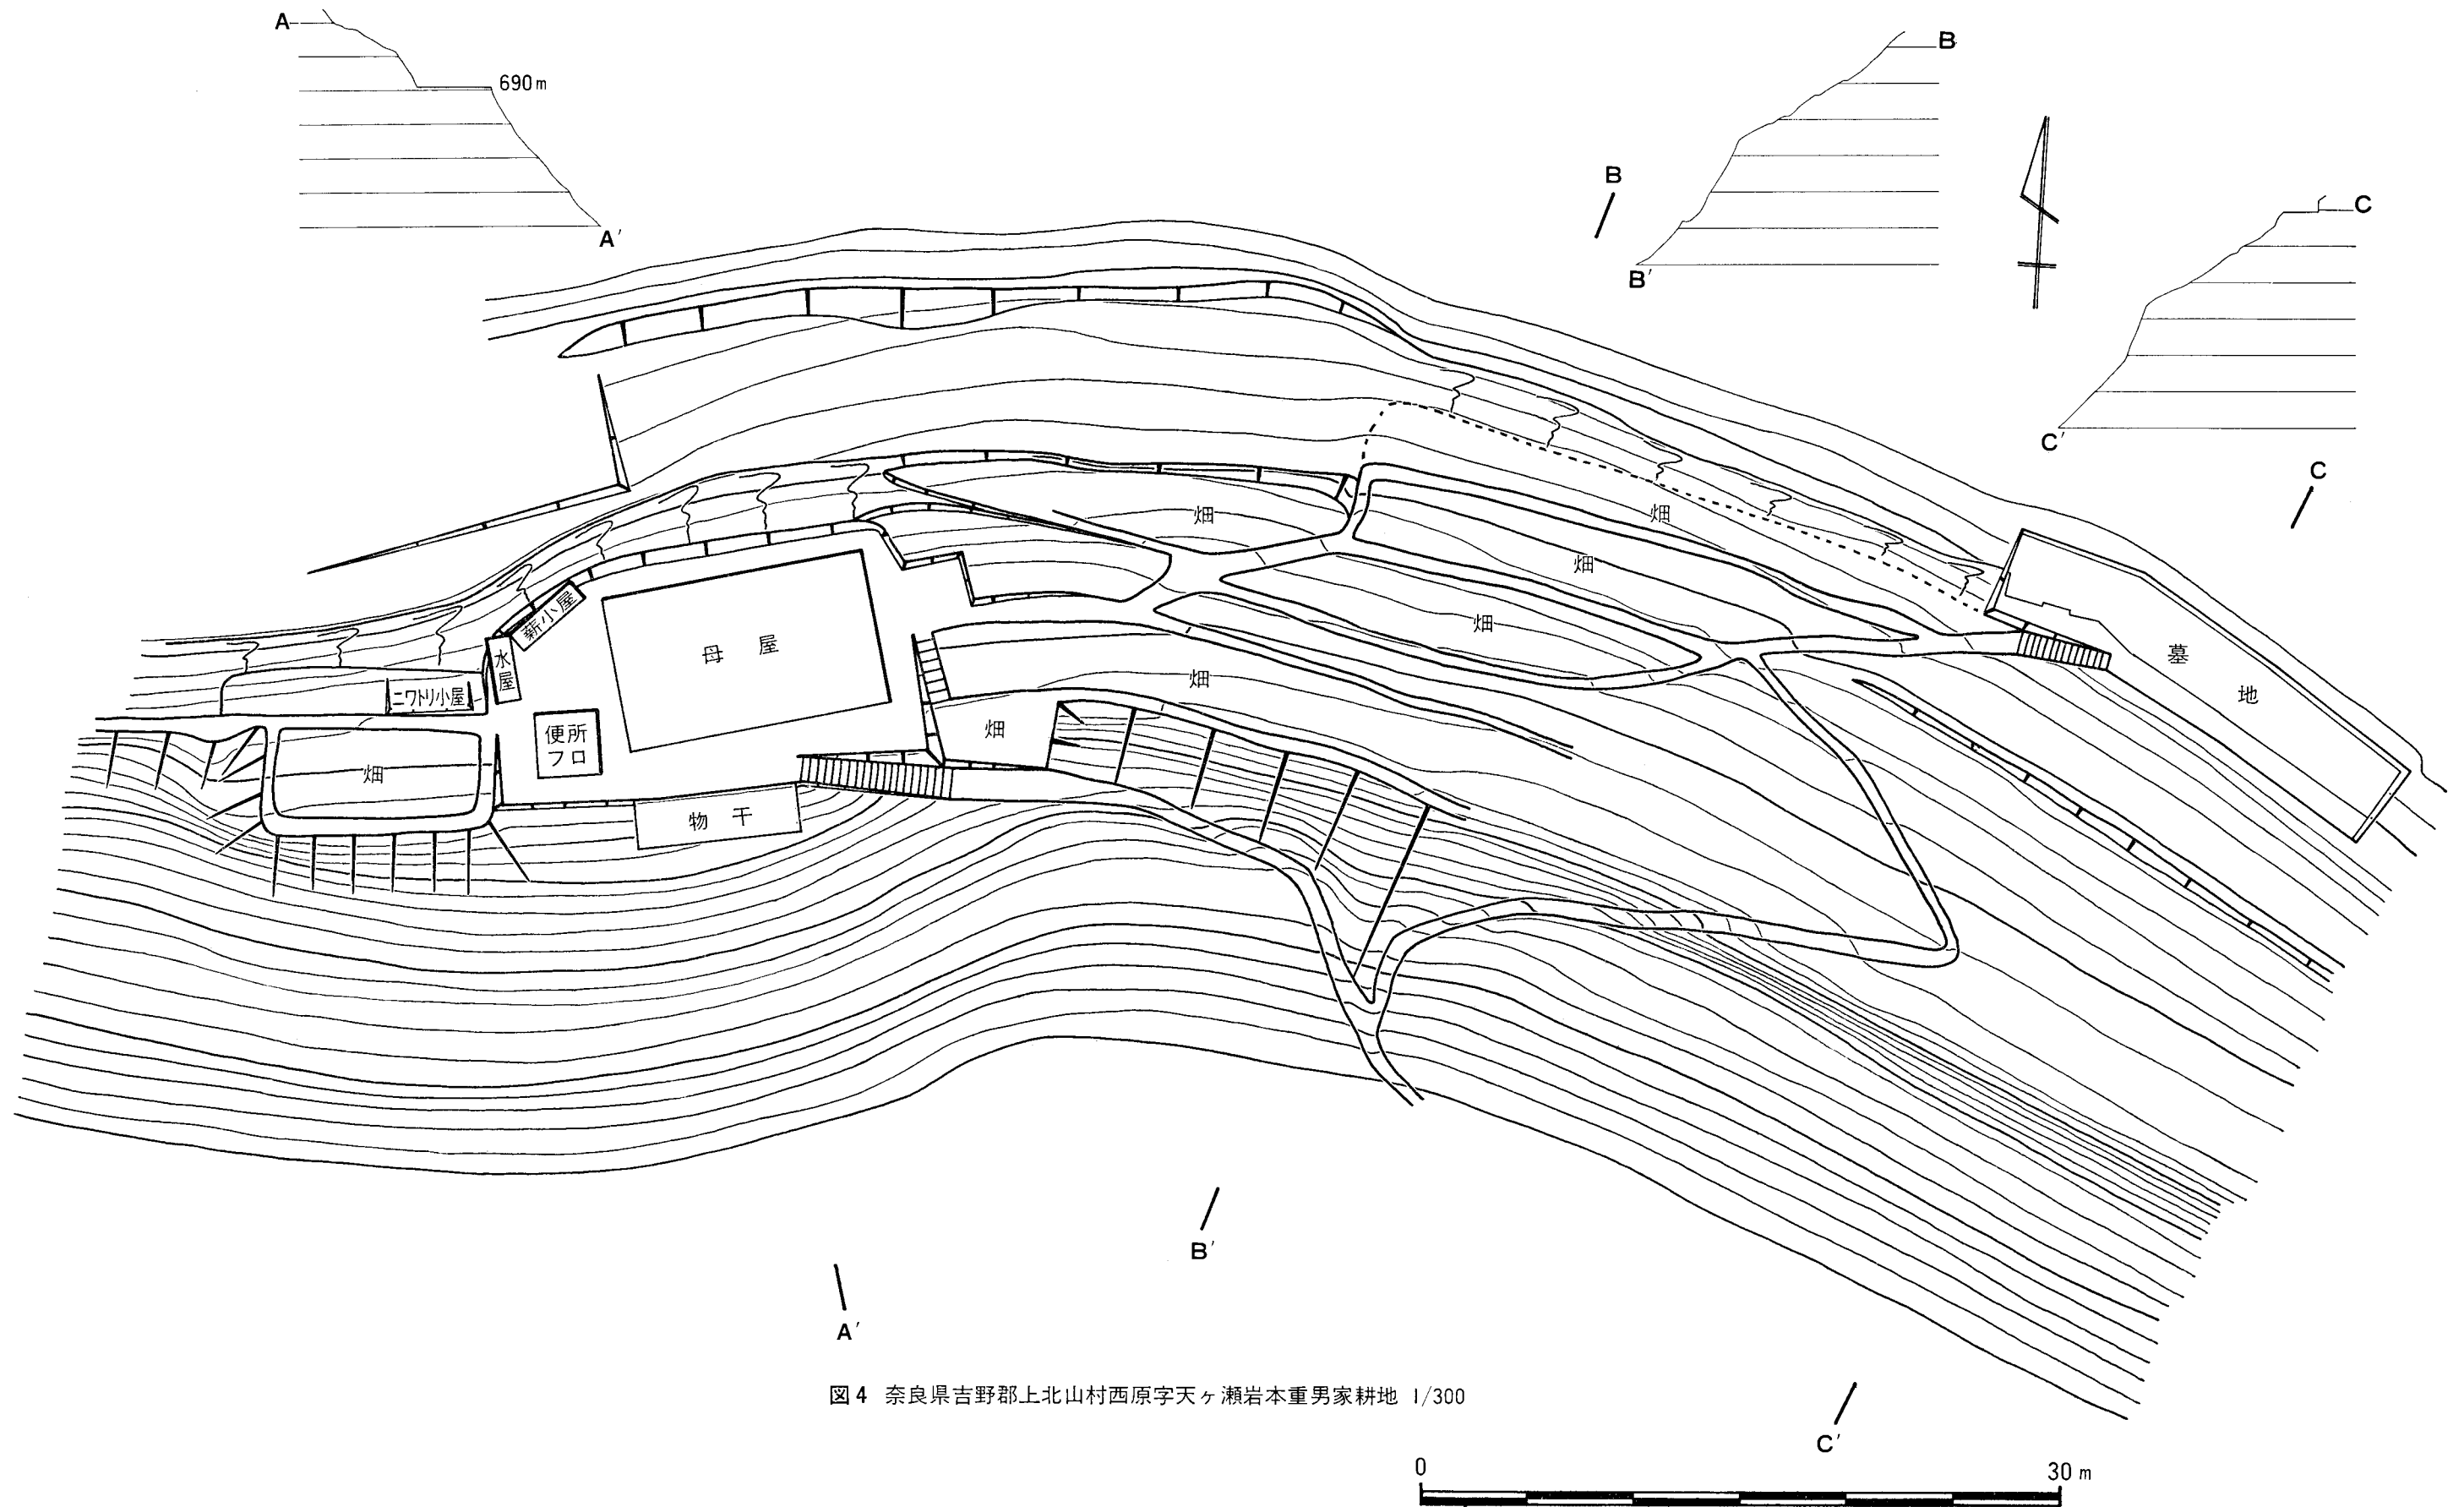 A
690m
A′
B
B′
C
C′
B
C
畑
畑
畑
畑
畑
畑
畑
母屋
薪小屋
水屋
ニワトリ小屋
便所
フロ
物干
墓地
A′
B′
C′
図4 奈良県吉野郡上北山村西原字天ヶ瀬岩本重男家耕地 1/300
0 30m